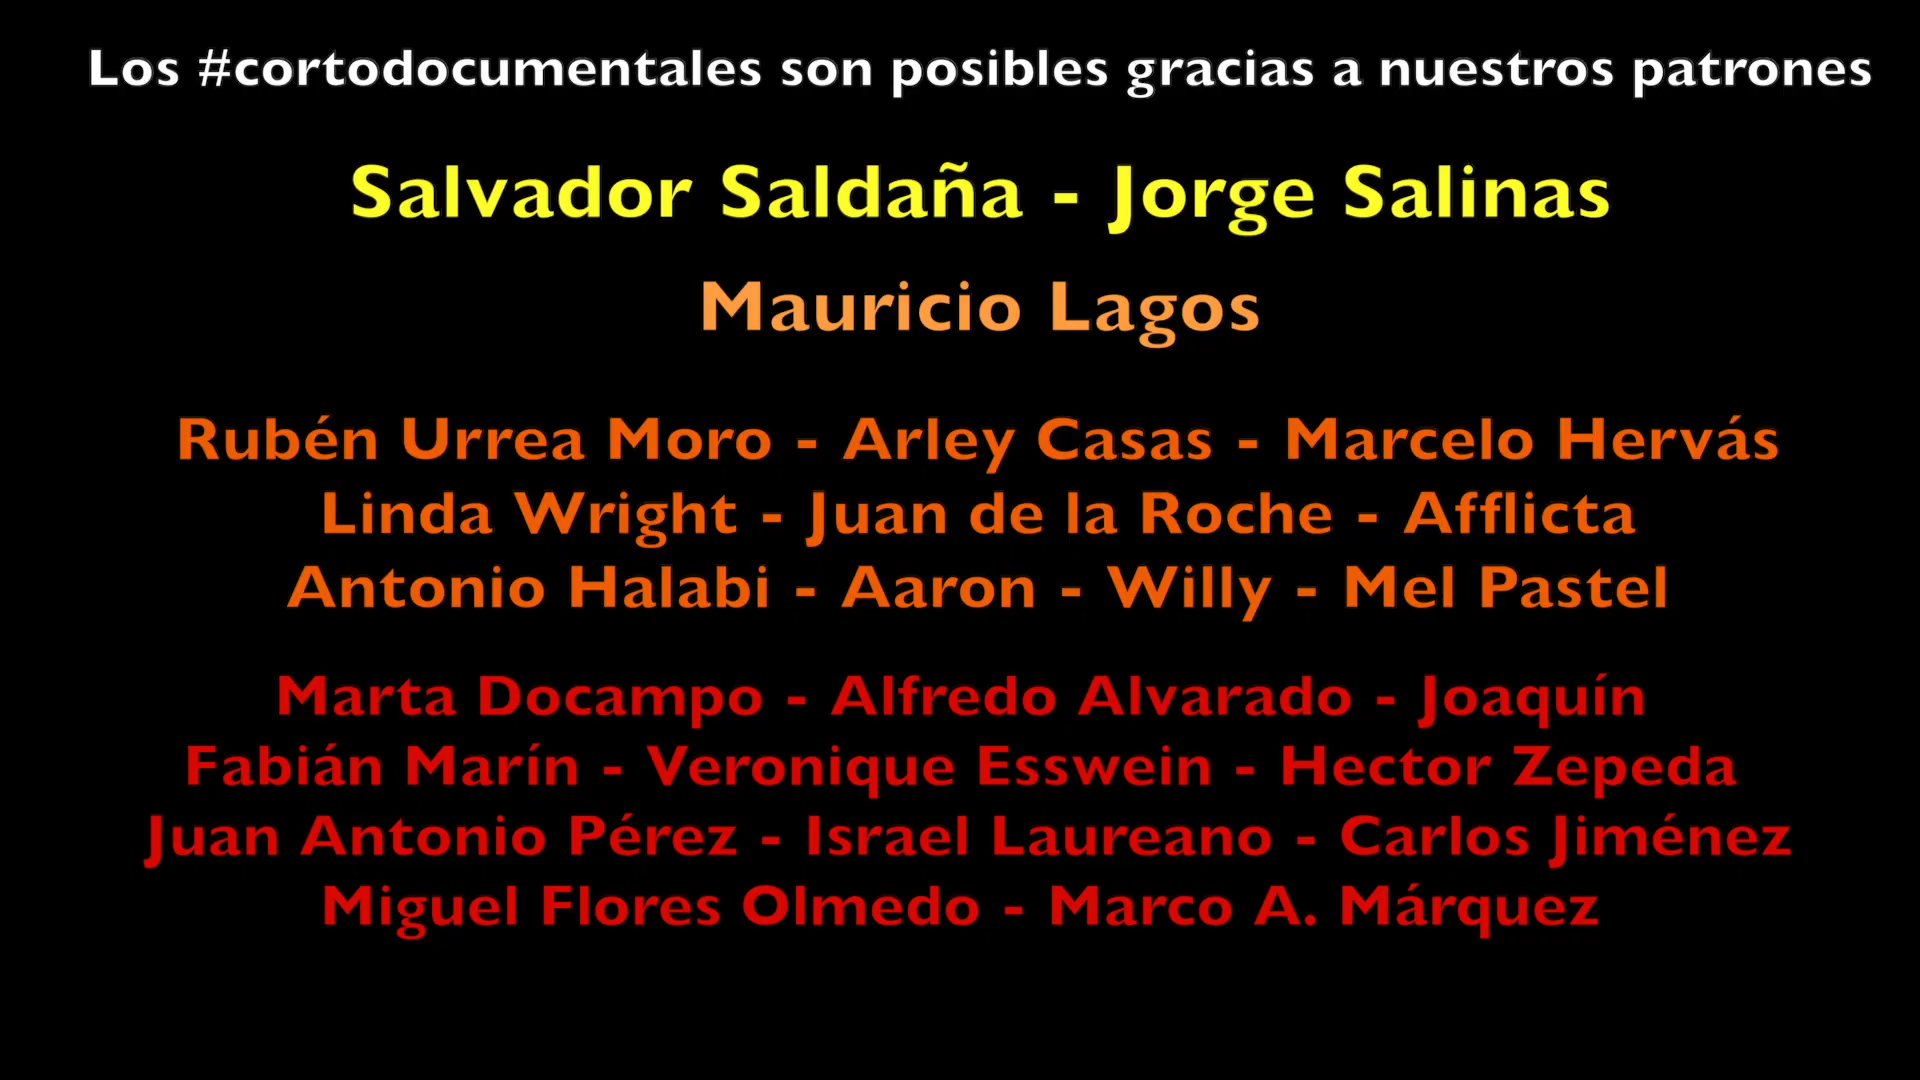 Los #cortodocumentales son posibles gracias a nuestros patrones
Salvador Saldaña - Jorge Salinas
Mauricio Lagos
Rubén Urrea Moro - Arley Casas - Marcelo Hervás
Linda Wright - Juan de la Roche - Afflicta
Antonio Halabi - Aaron - Willy - Mel Pastel
Marta Docampo - Alfredo Alvarado - Joaquín
Fabián Marín - Veronique Esswein - Hector Zepeda
Juan Antonio Pérez - Israel Laureano - Carlos Jiménez
Miguel Flores Olmedo - Marco A. Márquez